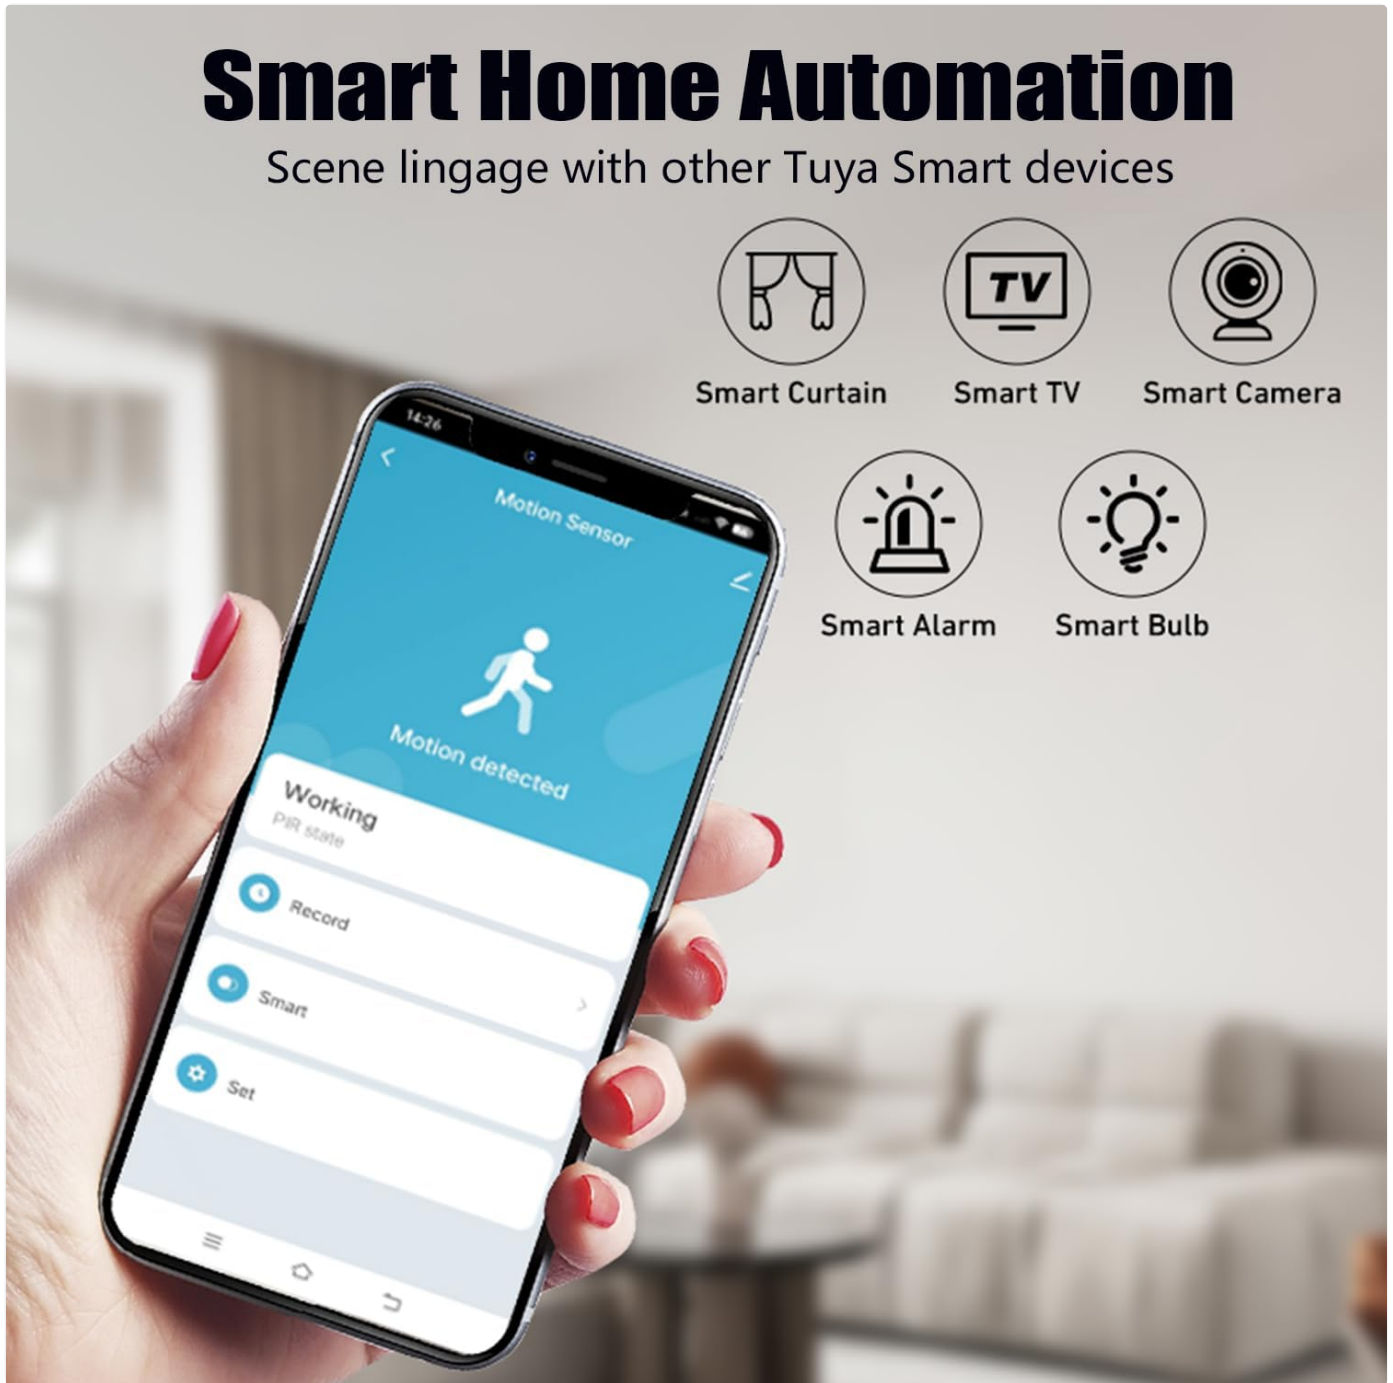 Smart Home Automation
Scene lingage with other Tuya Smart devices
TV
Smart Curtain
Smart TV
Smart Camera
Smart Alarm
Smart Bulb
14:26
Motion Sensor
Motion detected
Working
PIR state
Record
Smart
Set